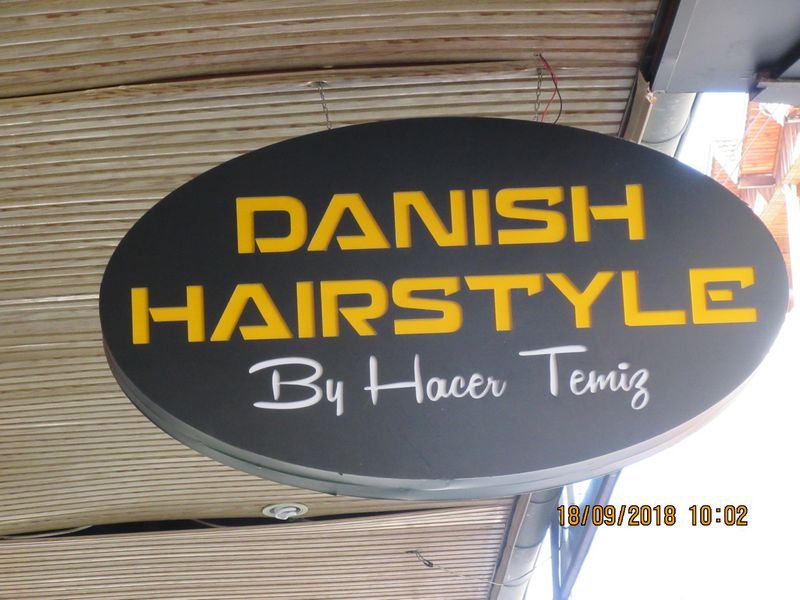 DANISH
HAIRSTYLE
By Hacer Temiz
18/09/2018 10:02